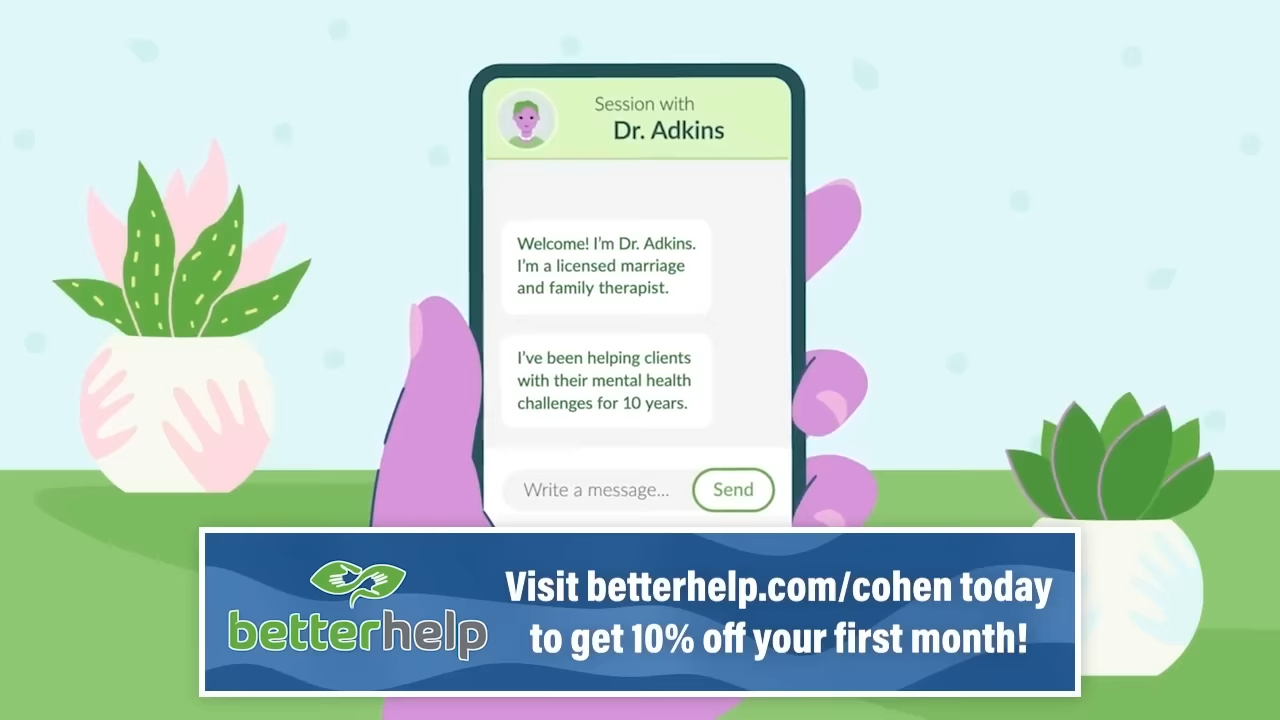 Session with
Dr. Adkins
Welcome! I'm Dr. Adkins.
I'm a licensed marriage
and family therapist.
I've been helping clients
with their mental health
challenges for 10 years.
Write a message...
Send
betterhelp
Visit betterhelp.com/cohen today
to get 10% off your first month!